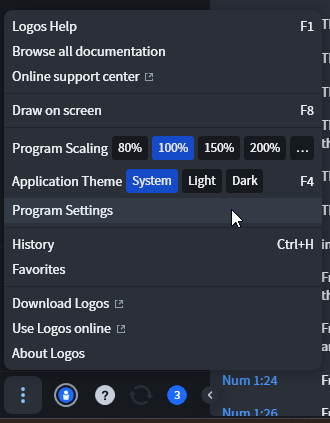 Logos Help F1
Browse all documentation
Online support center
Draw on screen F8
Program Scaling 80% 100% 150% 200% ...
Application Theme System Light Dark F4
Program Settings
History Ctrl+H
Favorites
Download Logos
Use Logos online
About Logos
? 3
Num 1:24
Num 1:26